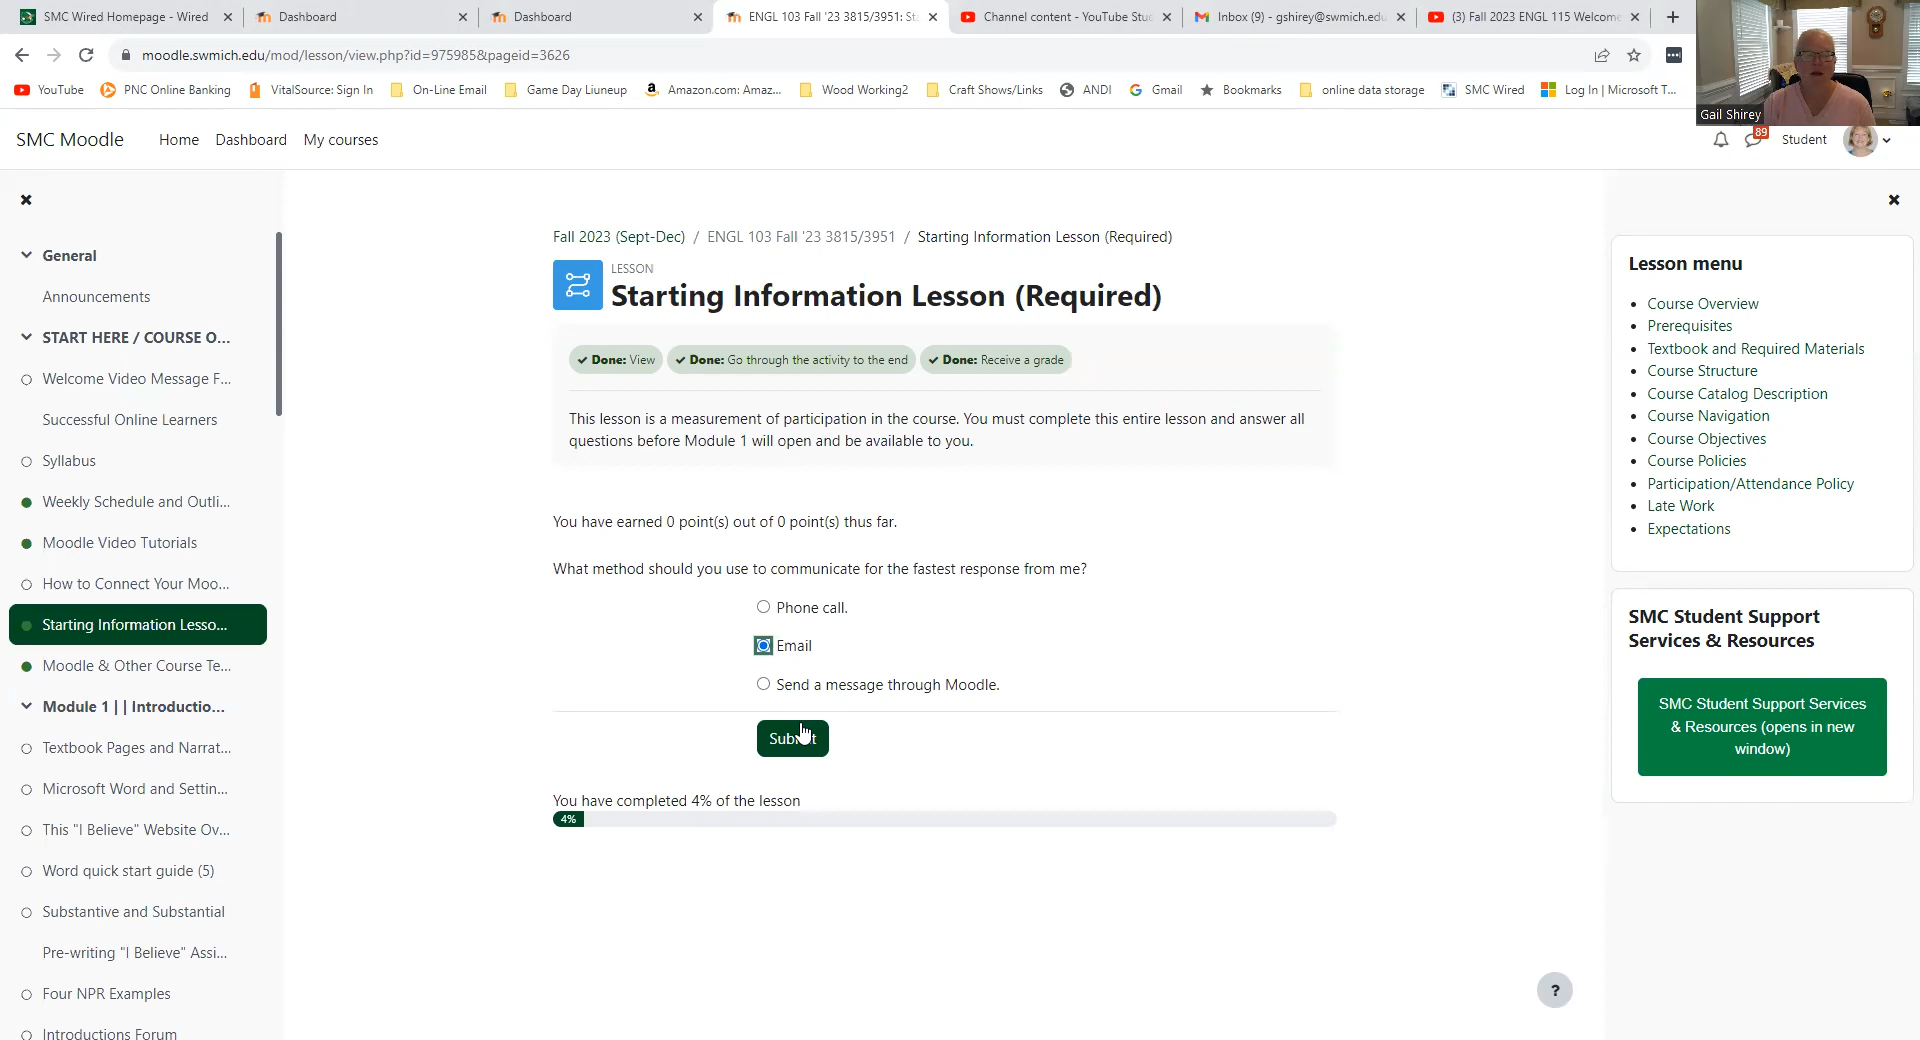 SMC Wired Homepage - Wired
Dashboard
Dashboard
ENGL 103 Fall '23 3815/3951: St
Channel content - YouTube Stud
Inbox (9) - gshirey@swmich.edu
(3) Fall 2023 ENGL 115 Welcome
moodle.swmich.edu/mod/lesson/view.php?id=975985&pageid=3626
YouTube
PNC Online Banking
VitalSource: Sign In
On-Line Email
Game Day Liuneup
Amazon.com: Amaz...
Wood Working2
Craft Shows/Links
ANDI
Gmail
Bookmarks
online data storage
SMC Wired
Log In | Microsoft T...
Gail Shirey
SMC Moodle
Home
Dashboard
My courses
89
Student
General
Announcements
START HERE / COURSE O...
Welcome Video Message F...
Successful Online Learners
Syllabus
Weekly Schedule and Outli...
Moodle Video Tutorials
How to Connect Your Moo...
Starting Information Lesso...
Moodle & Other Course Te...
Module 1 | | Introductio...
Textbook Pages and Narrat...
Microsoft Word and Settin...
This "I Believe" Website Ov...
Word quick start guide (5)
Substantive and Substantial
Pre-writing "I Believe" Assi...
Four NPR Examples
Introductions Forum
Fall 2023 (Sept-Dec) / ENGL 103 Fall '23 3815/3951 / Starting Information Lesson (Required)
LESSON
Starting Information Lesson (Required)
Done: View
Done: Go through the activity to the end
Done: Receive a grade
This lesson is a measurement of participation in the course. You must complete this entire lesson and answer all
questions before Module 1 will open and be available to you.
You have earned 0 point(s) out of 0 point(s) thus far.
What method should you use to communicate for the fastest response from me?
Phone call.
Email
Send a message through Moodle.
Submit
You have completed 4% of the lesson
4%
Lesson menu
Course Overview
Prerequisites
Textbook and Required Materials
Course Structure
Course Catalog Description
Course Navigation
Course Objectives
Course Policies
Participation/Attendance Policy
Late Work
Expectations
SMC Student Support
Services & Resources
SMC Student Support Services
& Resources (opens in new
window)
?